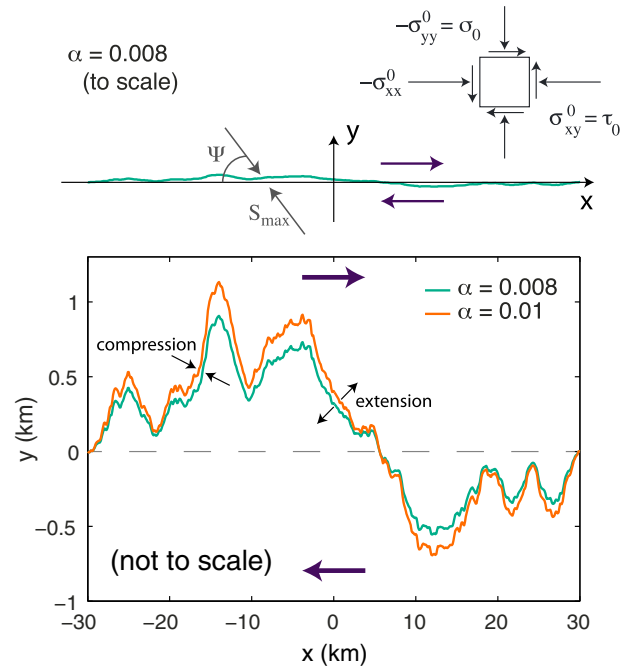 α = 0.008
(to scale)
−σ⁰yy = σ₀
−σ⁰xx
σ⁰xy = τ₀
y
Ψ
Smax
x
α = 0.008
α = 0.01
compression
extension
(not to scale)
y (km)
1
0.5
0
−0.5
−1
−30 −20 −10 0 10 20 30
x (km)